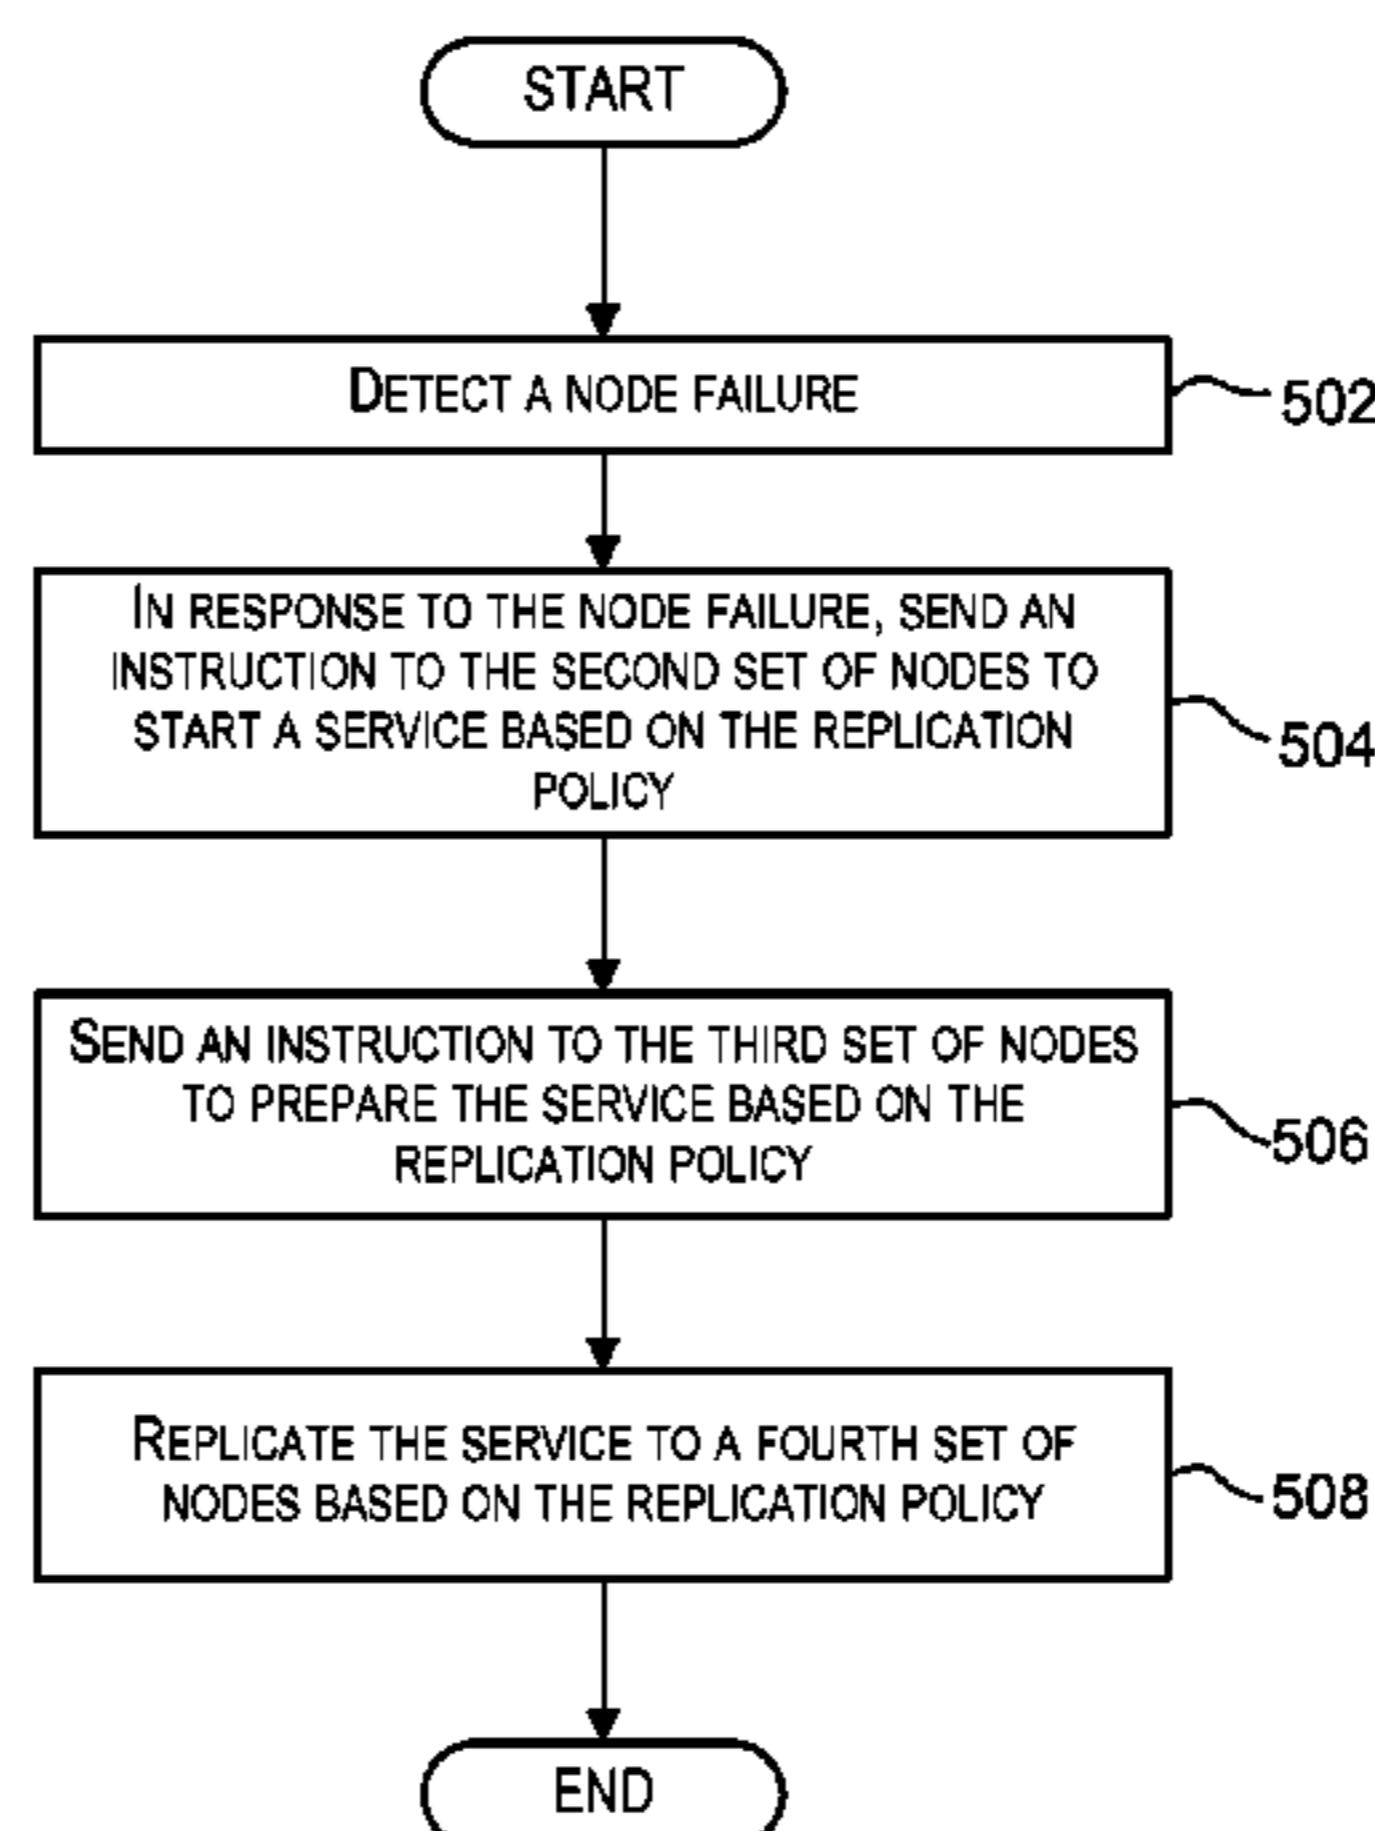 START
DETECT A NODE FAILURE
502
IN RESPONSE TO THE NODE FAILURE, SEND AN
INSTRUCTION TO THE SECOND SET OF NODES TO
START A SERVICE BASED ON THE REPLICATION
POLICY
504
SEND AN INSTRUCTION TO THE THIRD SET OF NODES
TO PREPARE THE SERVICE BASED ON THE
REPLICATION POLICY
506
REPLICATE THE SERVICE TO A FOURTH SET OF
NODES BASED ON THE REPLICATION POLICY
508
END